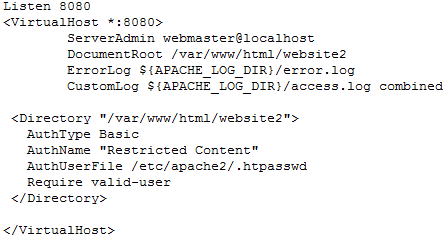 Listen 8080
<VirtualHost *:8080>
        ServerAdmin webmaster@localhost
        DocumentRoot /var/www/html/website2
        ErrorLog ${APACHE_LOG_DIR}/error.log
        CustomLog ${APACHE_LOG_DIR}/access.log combined
 <Directory "/var/www/html/website2">
   AuthType Basic
   AuthName "Restricted Content"
   AuthUserFile /etc/apache2/.htpasswd
   Require valid-user
 </Directory>
</VirtualHost>